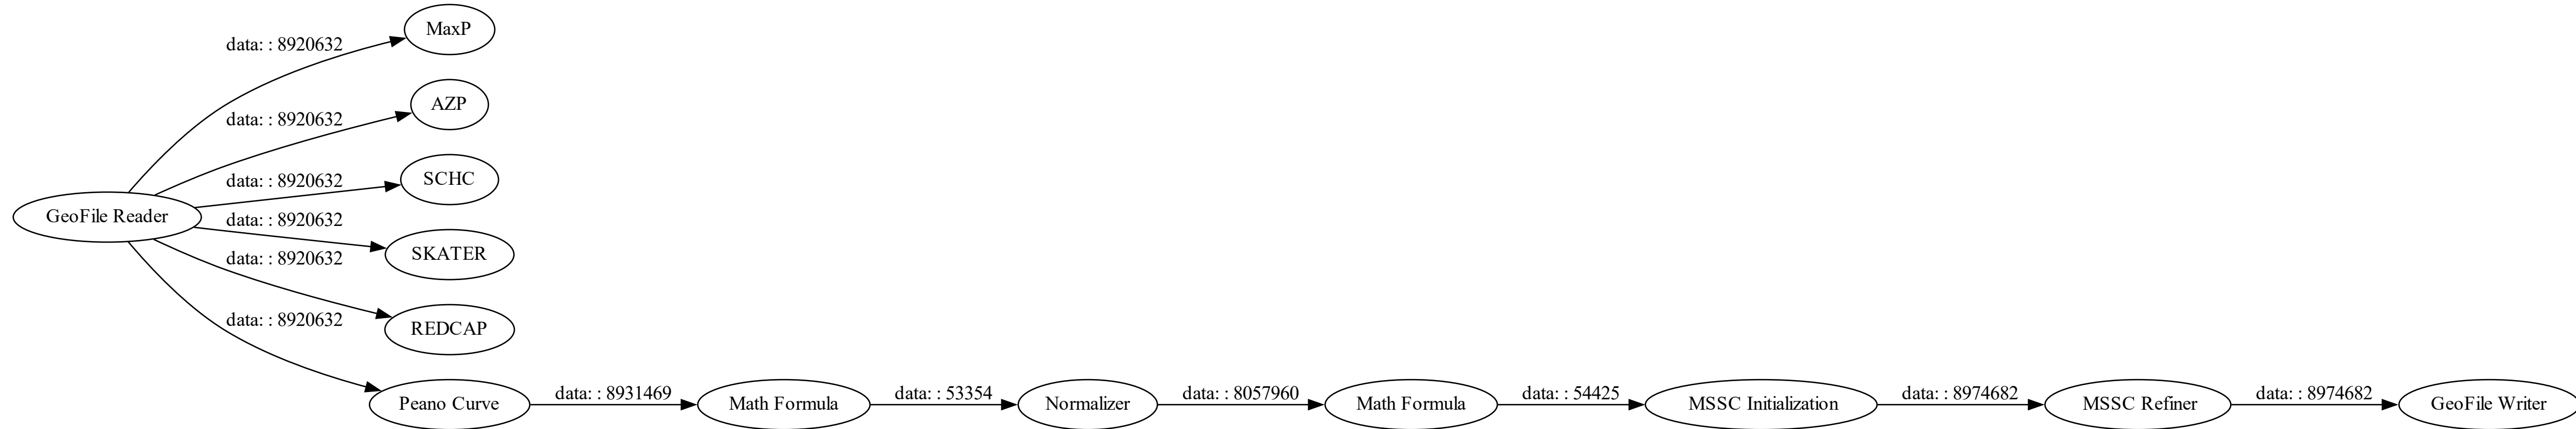 MaxP
data: : 8920632
AZP
data: : 8920632
SCHC
data: : 8920632
GeoFile Reader
data: : 8920632
SKATER
data: : 8920632
REDCAP
data: : 8920632
Peano Curve
data: : 8931469
Math Formula
data: : 53354
Normalizer
data: : 8057960
Math Formula
data: : 54425
MSSC Initialization
data: : 8974682
MSSC Refiner
data: : 8974682
GeoFile Writer